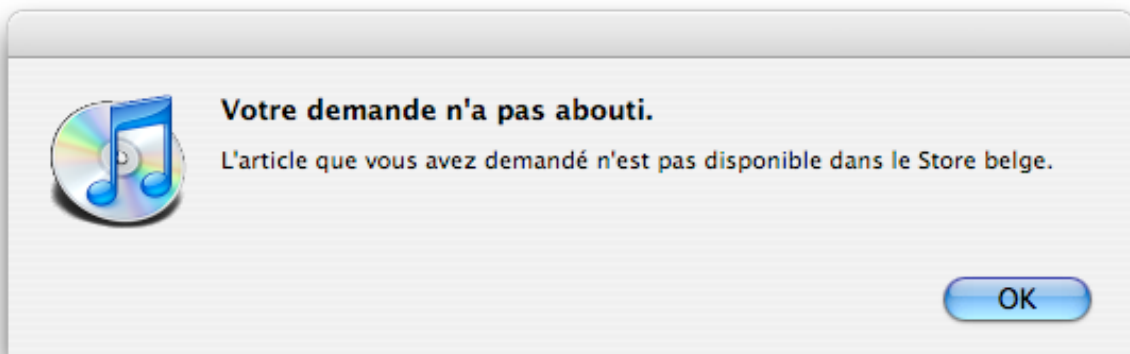 Votre demande n'a pas abouti.
L'article que vous avez demandé n'est pas disponible dans le Store belge.
OK